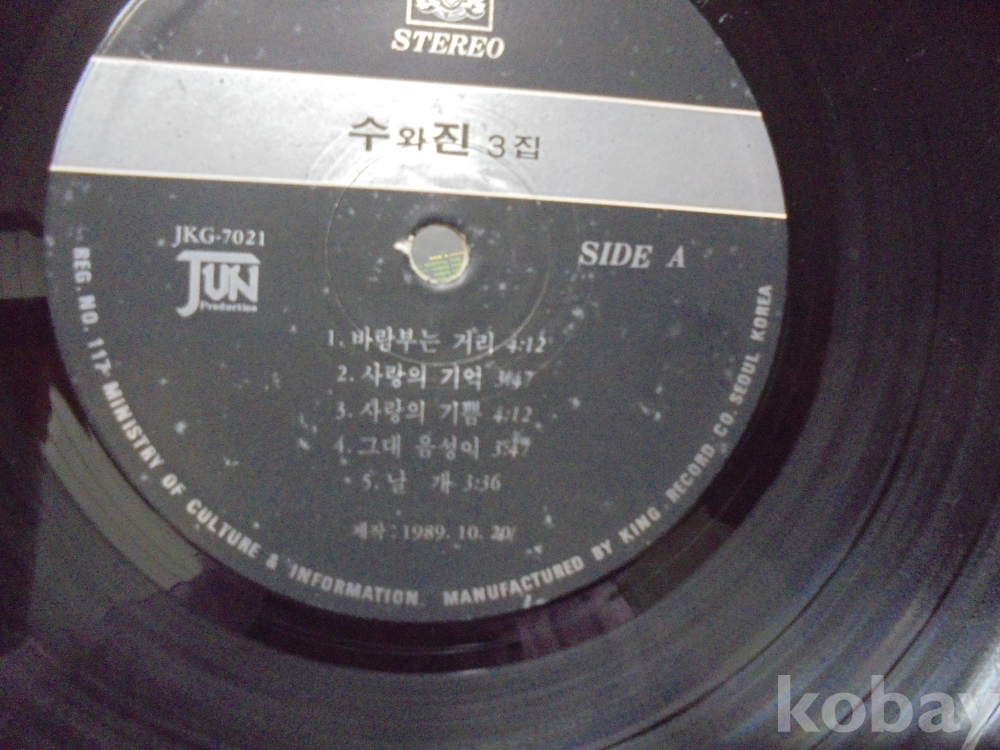 STEREO
수와진 3집
JKG-7021
JUN
Production
SIDE A
1. 바람부는 거리 4:12
2. 사랑의 기억 3:47
3. 사랑의 기쁨 4:12
4. 그대 음성이 3:47
5. 날 개 3:36
제작: 1989. 10. 20
REG. NO. 117 MINISTRY OF CULTURE & INFORMATION. MANUFACTURED BY KING RECORD CO. SEOUL KOREA
kobay